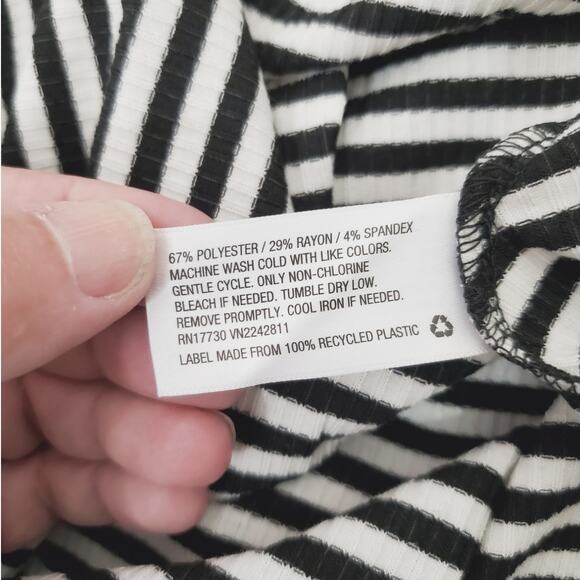 67% POLYESTER / 29% RAYON / 4% SPANDEX
MACHINE WASH COLD WITH LIKE COLORS.
GENTLE CYCLE. ONLY NON-CHLORINE
BLEACH IF NEEDED. TUMBLE DRY LOW.
REMOVE PROMPTLY. COOL IRON IF NEEDED.
RN17730 VN2242811
LABEL MADE FROM 100% RECYCLED PLASTIC